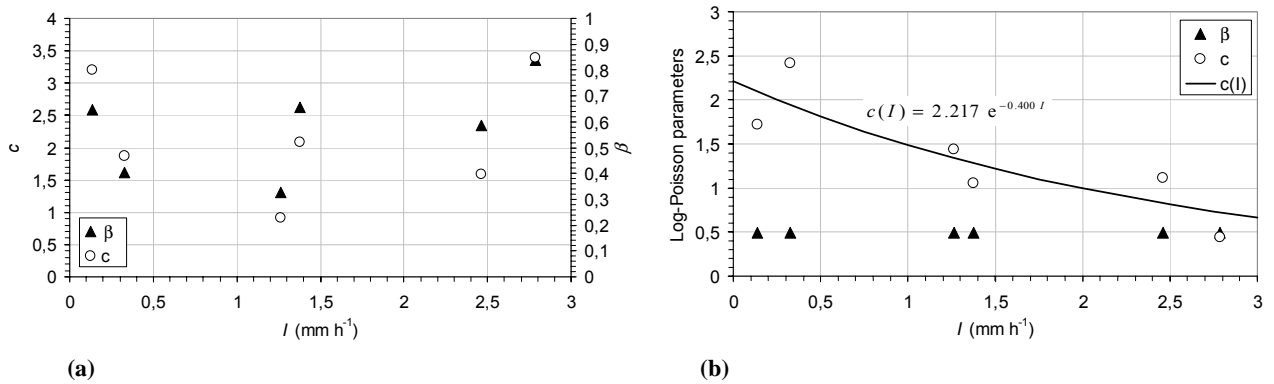 4
3,5
3
2,5
2
1,5
1
0,5
0
c
1
0,9
0,8
0,7
0,6
0,5
0,4
0,3
0,2
0,1
0
β
β
c
0 0,5 1 1,5 2 2,5 3
I (mm h-1)
(a)
3
2,5
2
1,5
1
0,5
0
Log-Poisson parameters
β
c
c(I)
c(I) = 2.217 e−0.400 I
0 0,5 1 1,5 2 2,5 3
I (mm h-1)
(b)